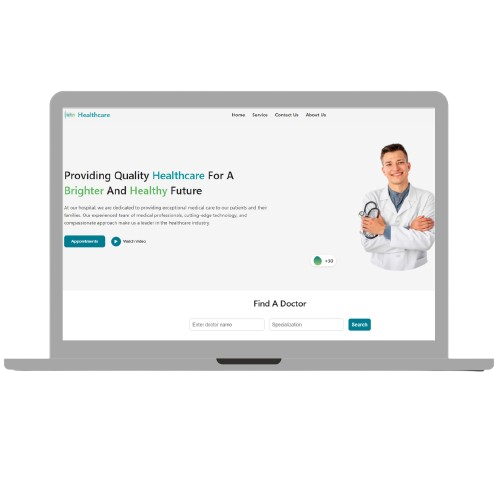 Healthcare
Home Service Contact Us About Us
Providing Quality Healthcare For A
Brighter And Healthy Future
At our hospital, we are dedicated to providing exceptional medical care to our patients and their
families. Our experienced team of medical professionals, cutting-edge technology, and
compassionate approach make us a leader in the healthcare industry.
Appointments Watch Video
+30
Find A Doctor
Enter doctor name Specialization Search